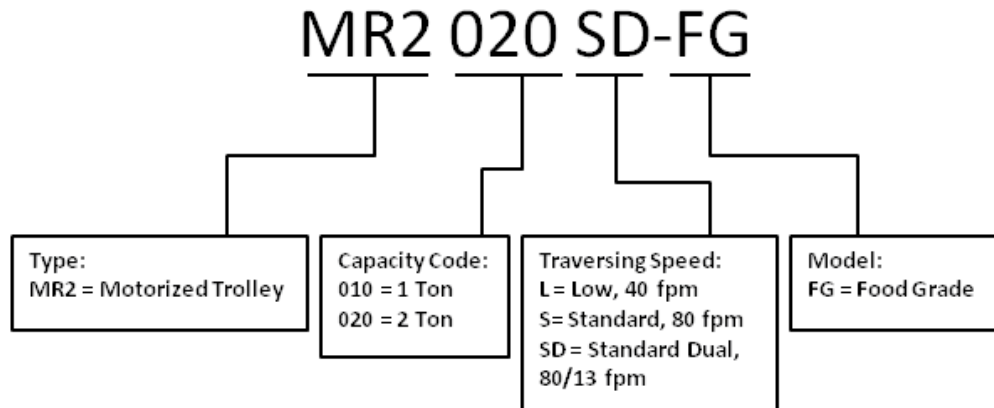 MR2 020 SD-FG
Type:
MR2 = Motorized Trolley
Capacity Code:
010 = 1 Ton
020 = 2 Ton
Traversing Speed:
L = Low, 40 fpm
S= Standard, 80 fpm
SD = Standard Dual,
80/13 fpm
Model:
FG = Food Grade